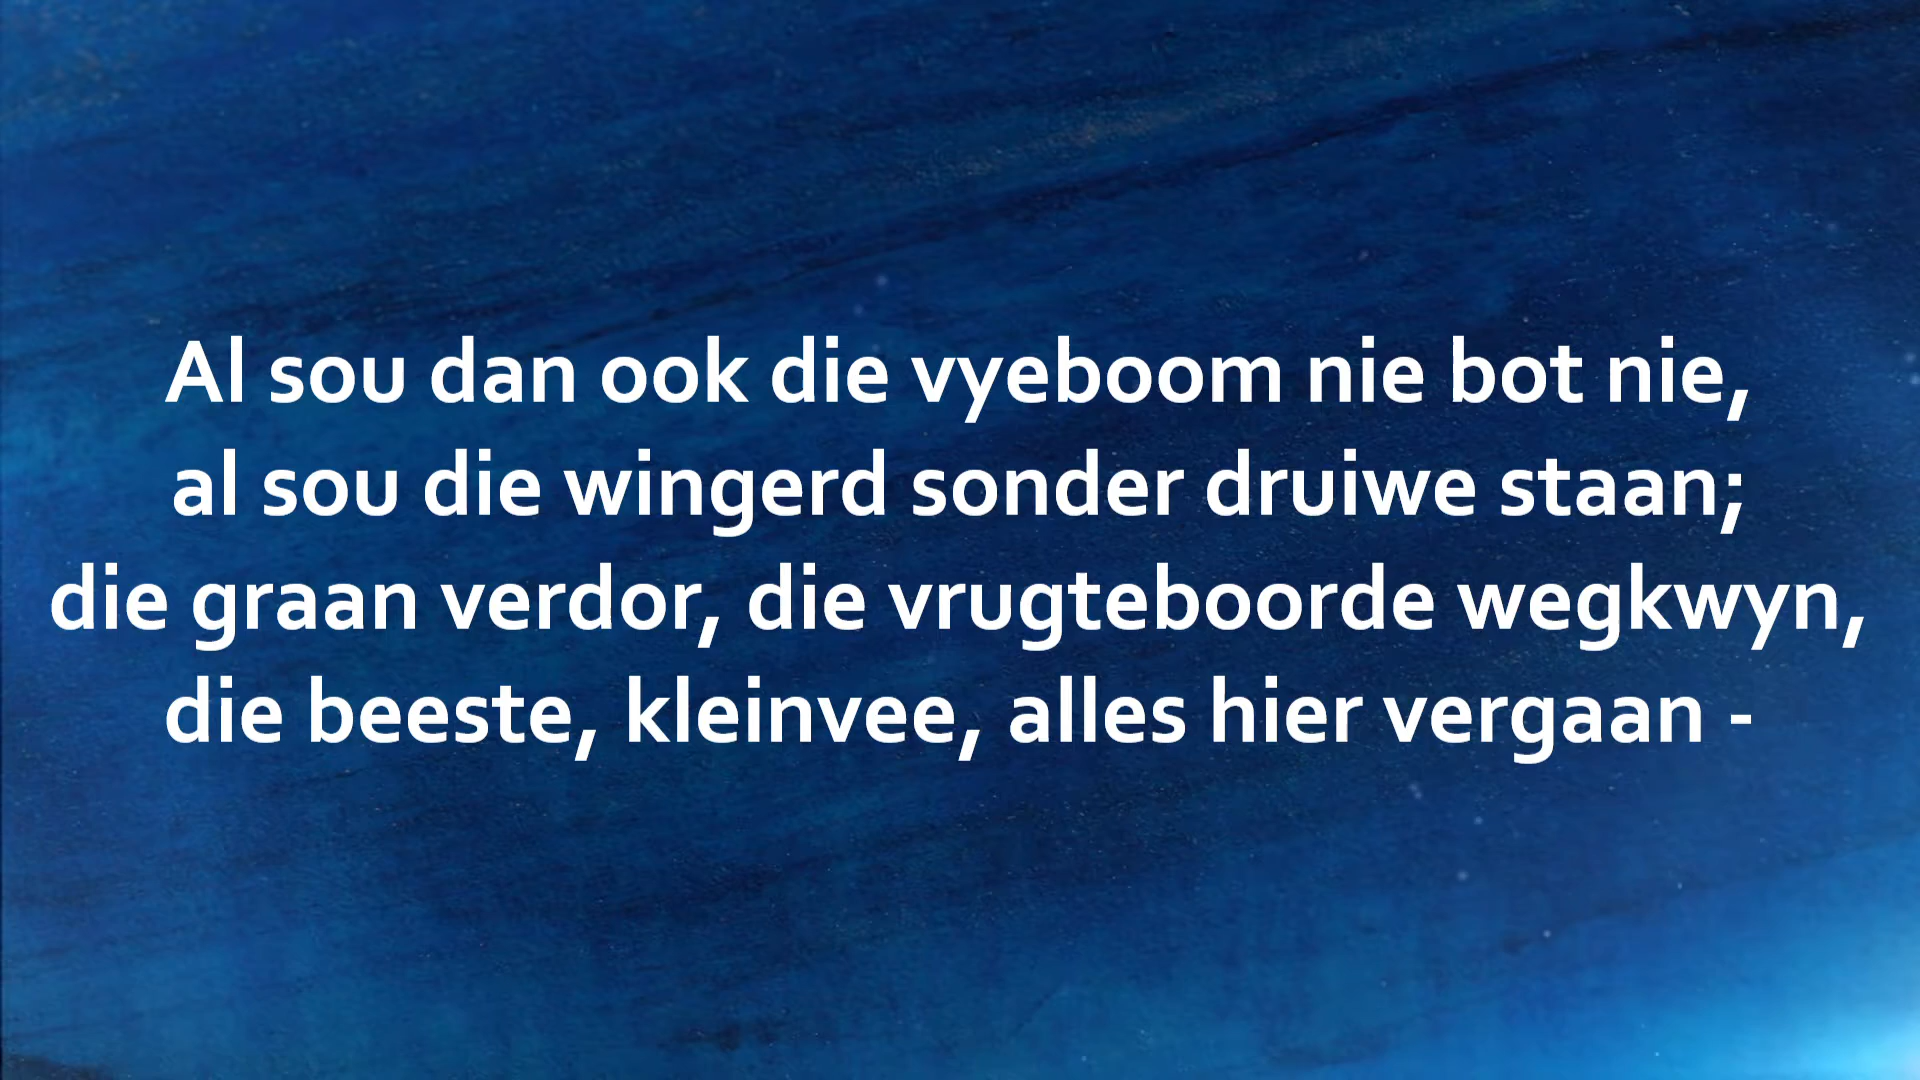 Al sou dan ook die vyeboom nie bot nie,
al sou die wingerd sonder druiwe staan;
die graan verdor, die vrugteboorde wegkwyn,
die beeste, kleinvee, alles hier vergaan -